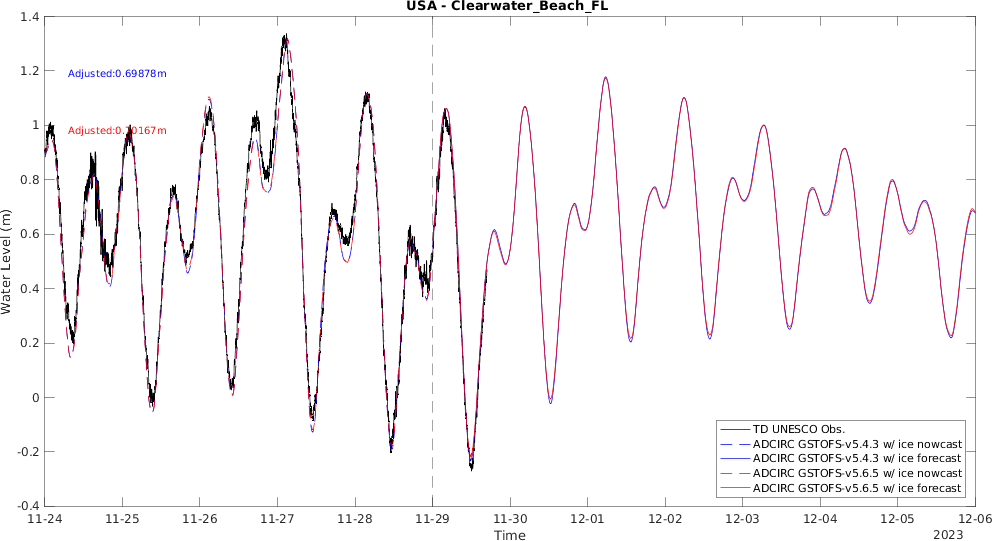 USA - Clearwater_Beach_FL
1.4
1.2
1
0.8
0.6
0.4
0.2
0
-0.2
-0.4
Water Level (m)
Adjusted:0.69878m
Adjusted:0.70167m
TD UNESCO Obs.
ADCIRC GSTOFS-v5.4.3 w/ ice nowcast
ADCIRC GSTOFS-v5.4.3 w/ ice forecast
ADCIRC GSTOFS-v5.6.5 w/ ice nowcast
ADCIRC GSTOFS-v5.6.5 w/ ice forecast
11-24 11-25 11-26 11-27 11-28 11-29 11-30 12-01 12-02 12-03 12-04 12-05 12-06
Time
2023